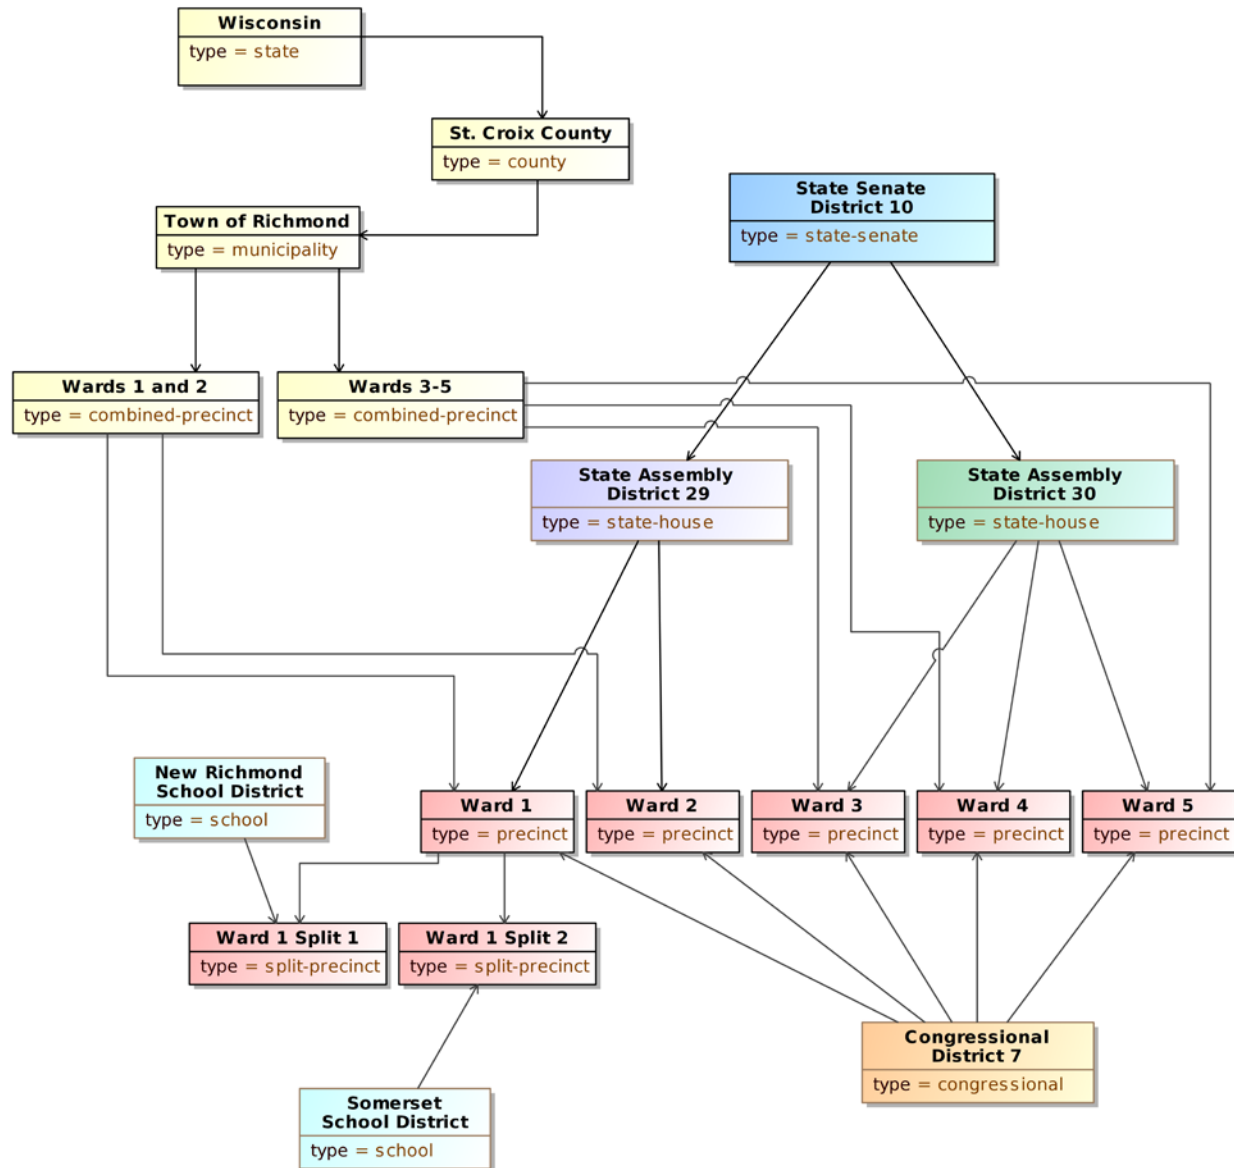 Wisconsin
type = state
St. Croix County
type = county
State Senate
District 10
type = state-senate
Town of Richmond
type = municipality
Wards 1 and 2
type = combined-precinct
Wards 3-5
type = combined-precinct
State Assembly
District 29
type = state-house
State Assembly
District 30
type = state-house
New Richmond
School District
type = school
Ward 1
type = precinct
Ward 2
type = precinct
Ward 3
type = precinct
Ward 4
type = precinct
Ward 5
type = precinct
Ward 1 Split 1
type = split-precinct
Ward 1 Split 2
type = split-precinct
Congressional
District 7
type = congressional
Somerset
School District
type = school